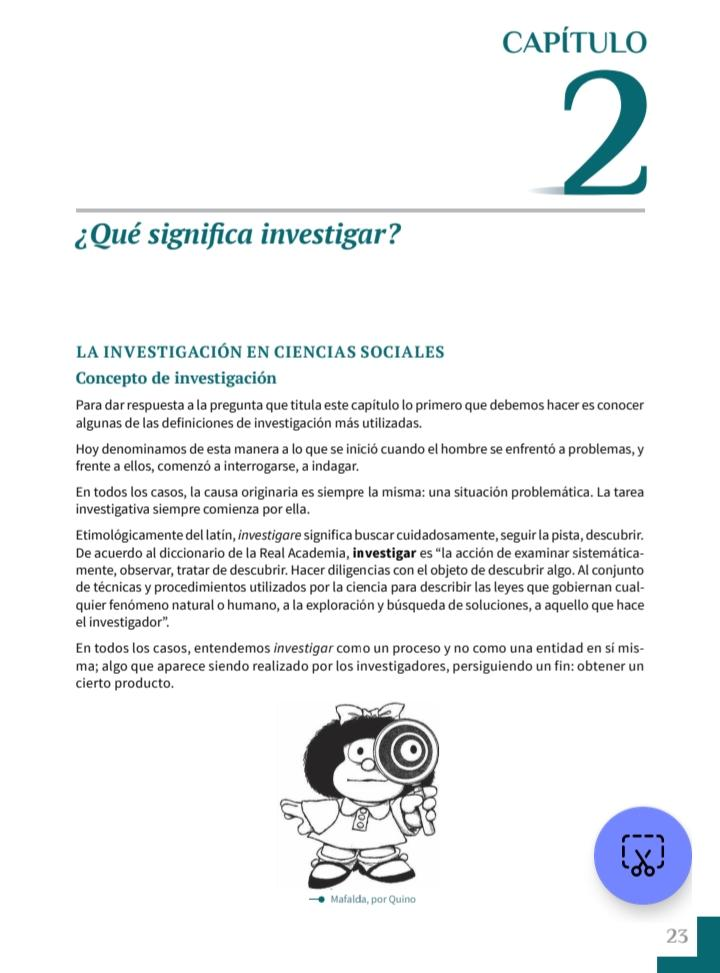 CAPÍTULO
2
¿Qué significa investigar?
LA INVESTIGACIÓN EN CIENCIAS SOCIALES
Concepto de investigación
Para dar respuesta a la pregunta que titula este capítulo lo primero que debemos hacer es conocer
algunas de las definiciones de investigación más utilizadas.
Hoy denominamos de esta manera a lo que se inició cuando el hombre se enfrentó a problemas, y
frente a ellos, comenzó a interrogarse, a indagar.
En todos los casos, la causa originaria es siempre la misma: una situación problemática. La tarea
investigativa siempre comienza por ella.
Etimológicamente del latín, investigare significa buscar cuidadosamente, seguir la pista, descubrir.
De acuerdo al diccionario de la Real Academia, investigar es “la acción de examinar sistemática-
mente, observar, tratar de descubrir. Hacer diligencias con el objeto de descubrir algo. Al conjunto
de técnicas y procedimientos utilizados por la ciencia para describir las leyes que gobiernan cual-
quier fenómeno natural o humano, a la exploración y búsqueda de soluciones, a aquello que hace
el investigador”.
En todos los casos, entendemos investigar como un proceso y no como una entidad en sí mis-
ma; algo que aparece siendo realizado por los investigadores, persiguiendo un fin: obtener un
cierto producto.
Mafalda, por Quino
23